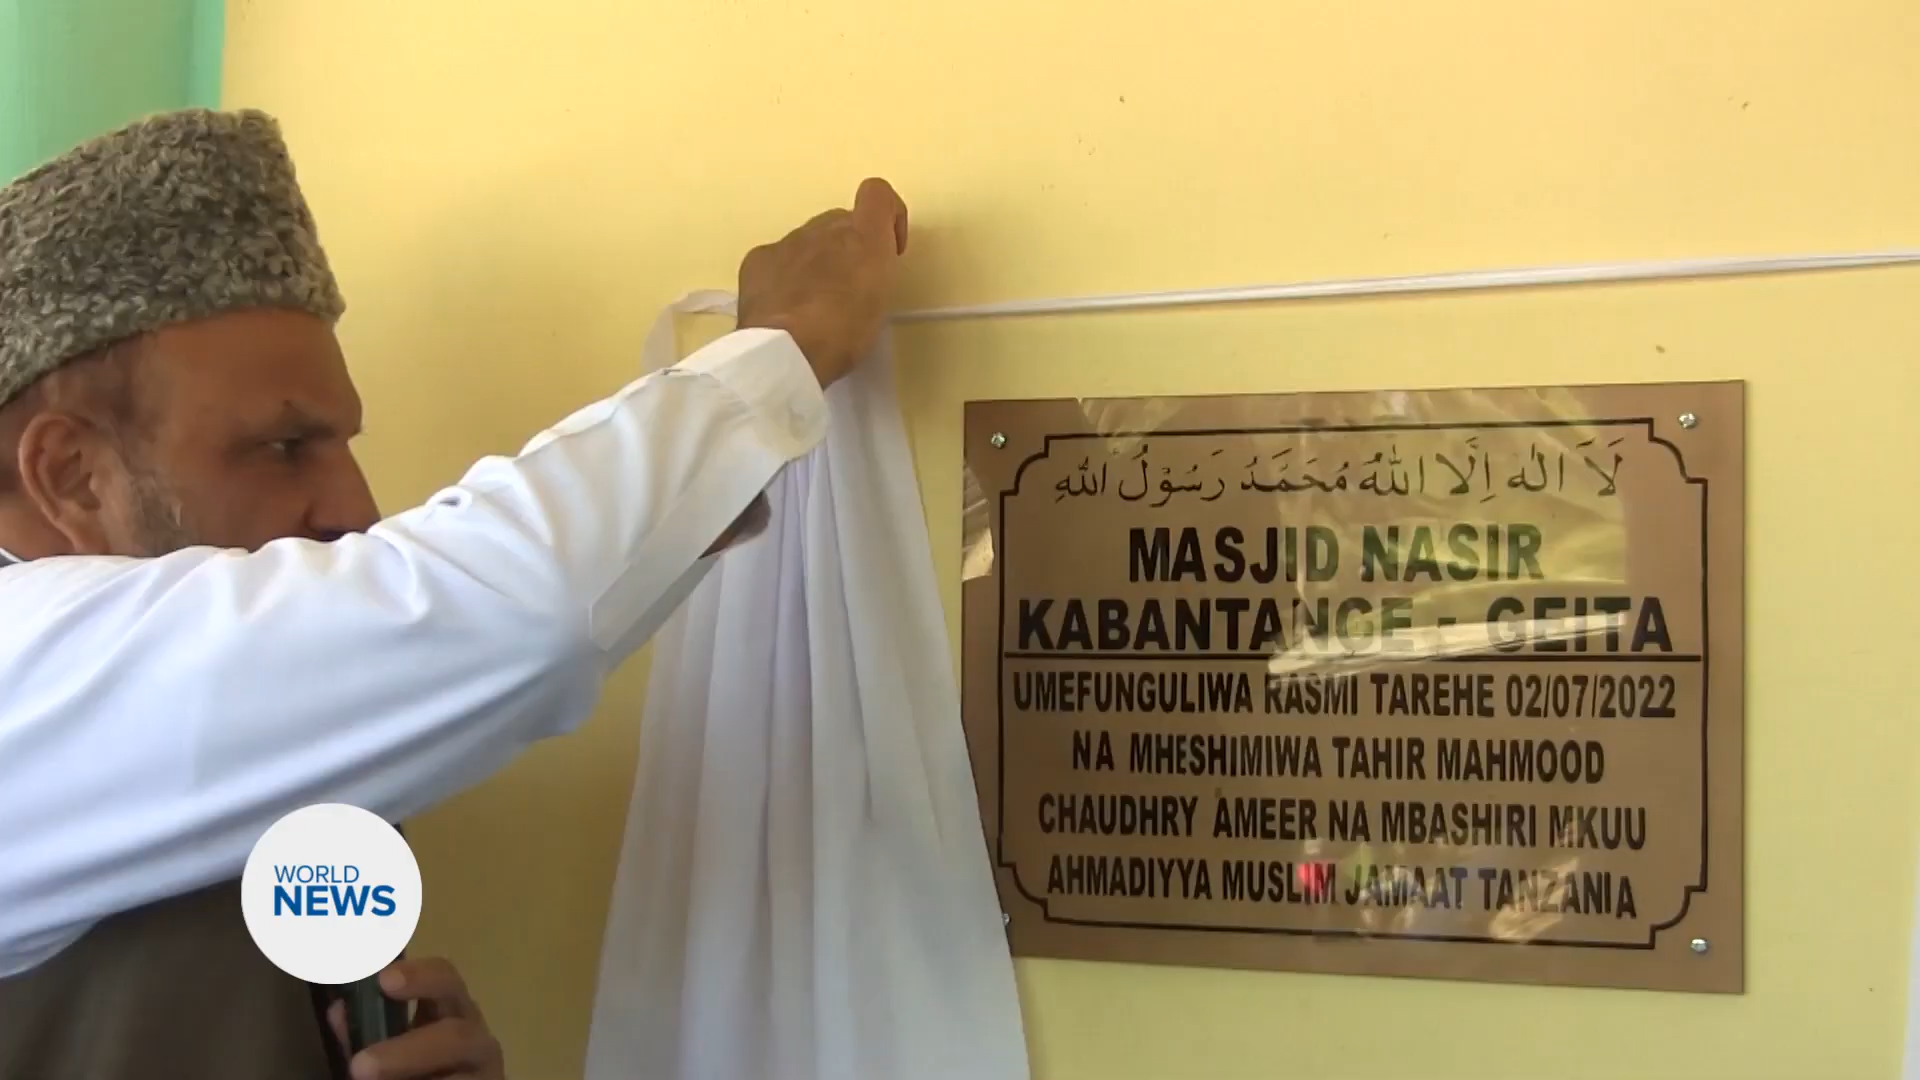 لَا اِلٰهَ اِلَّا اللّٰهُ مُحَمَّدٌ رَسُوْلُ اللّٰهِ
MASJID NASIR
KABANTANGE - GEITA
UMEFUNGULIWA RASMI TAREHE 02/07/2022
NA MHESHIMIWA TAHIR MAHMOOD
CHAUDHRY AMEER NA MBASHIRI MKUU
AHMADIYYA MUSLIM JAMAAT TANZANIA
WORLD
NEWS